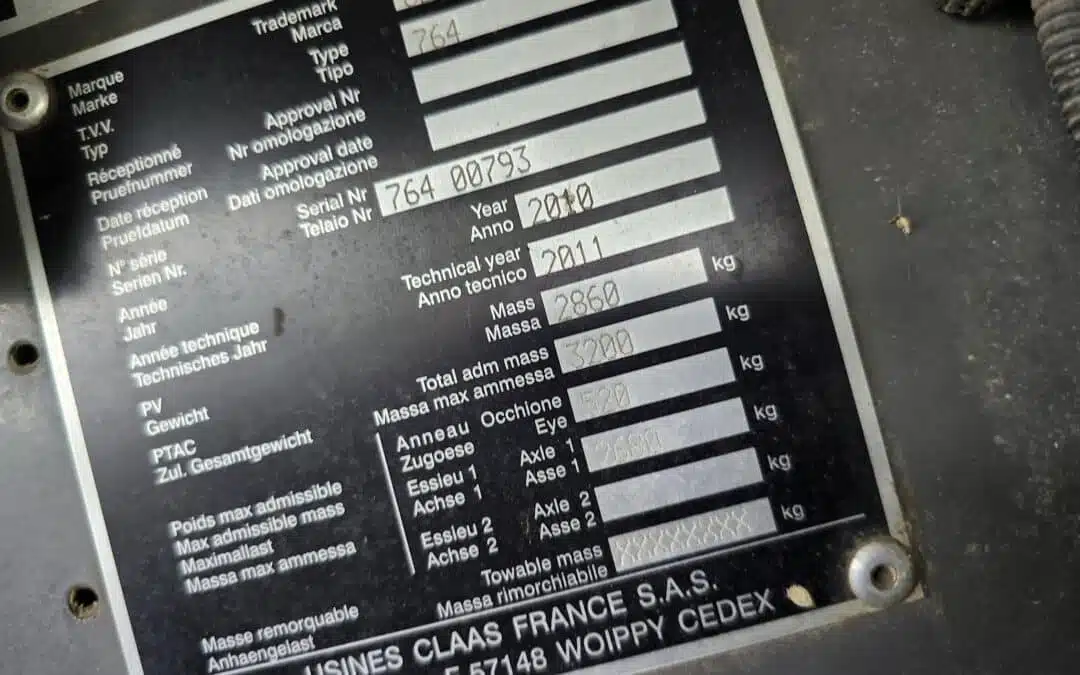 Trademark
Marca
Marque
Marke
Type
Tipo
764
T.V.V.
Typ
Approval Nr
Nr omologazione
Réceptionné
Pruefnummer
Approval date
Dati omologazione
Date réception
Prueldatum
Serial Nr
Telaio Nr
764 00793
N° série
Serien Nr.
Year
Anno
2010
Année
Jahr
Technical year
Anno tecnico
2011
Année technique
Technisches Jahr
Mass
Massa
2860
kg
PV
Gewicht
Total adm mass
Massa max ammessa
3200
kg
PTAC
Zul. Gesamtgewicht
Anneau Occhione
Zugoese Eye
520
kg
Poids max admissible
Max admissible mass
Maximallast
Massa max ammessa
Essieu 1 Axle 1
Achse 1 Asse 1
2680
kg
Essieu 2 Axle 2
Achse 2 Asse 2
kg
Masse remorquable
Anhaengelast
Towable mass
Massa rimorchiabile
XXXXXXXX
kg
USINES CLAAS FRANCE S.A.S.
F 57148 WOIPPY CEDEX